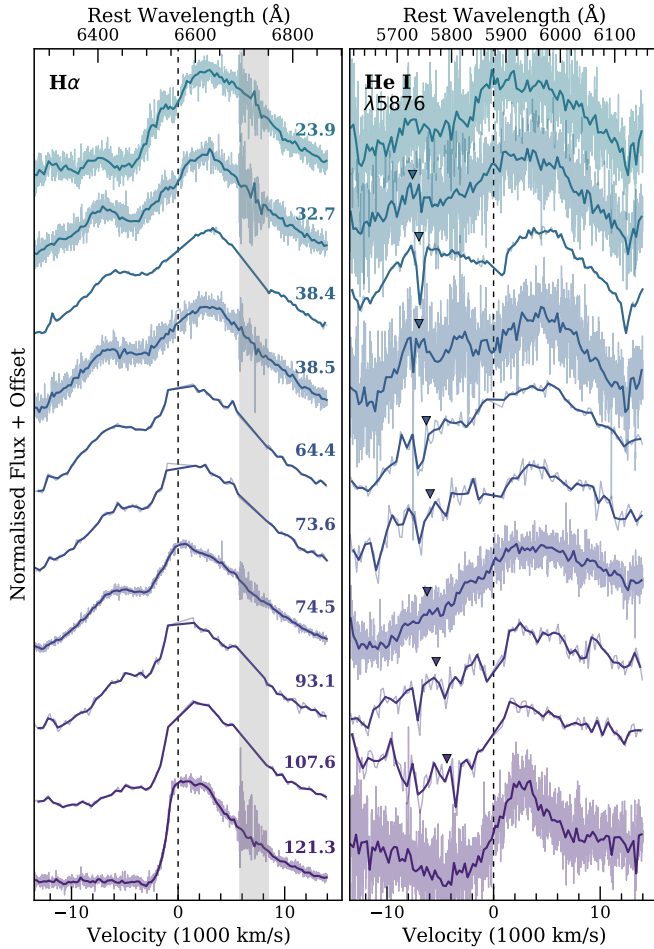 Rest Wavelength (Å)
Rest Wavelength (Å)
6400 6600 6800
5700 5800 5900 6000 6100
Hα
He I
λ5876
23.9
32.7
38.4
38.5
64.4
73.6
74.5
93.1
107.6
121.3
Normalised Flux + Offset
−10 0 10
−10 0 10
Velocity (1000 km/s)
Velocity (1000 km/s)